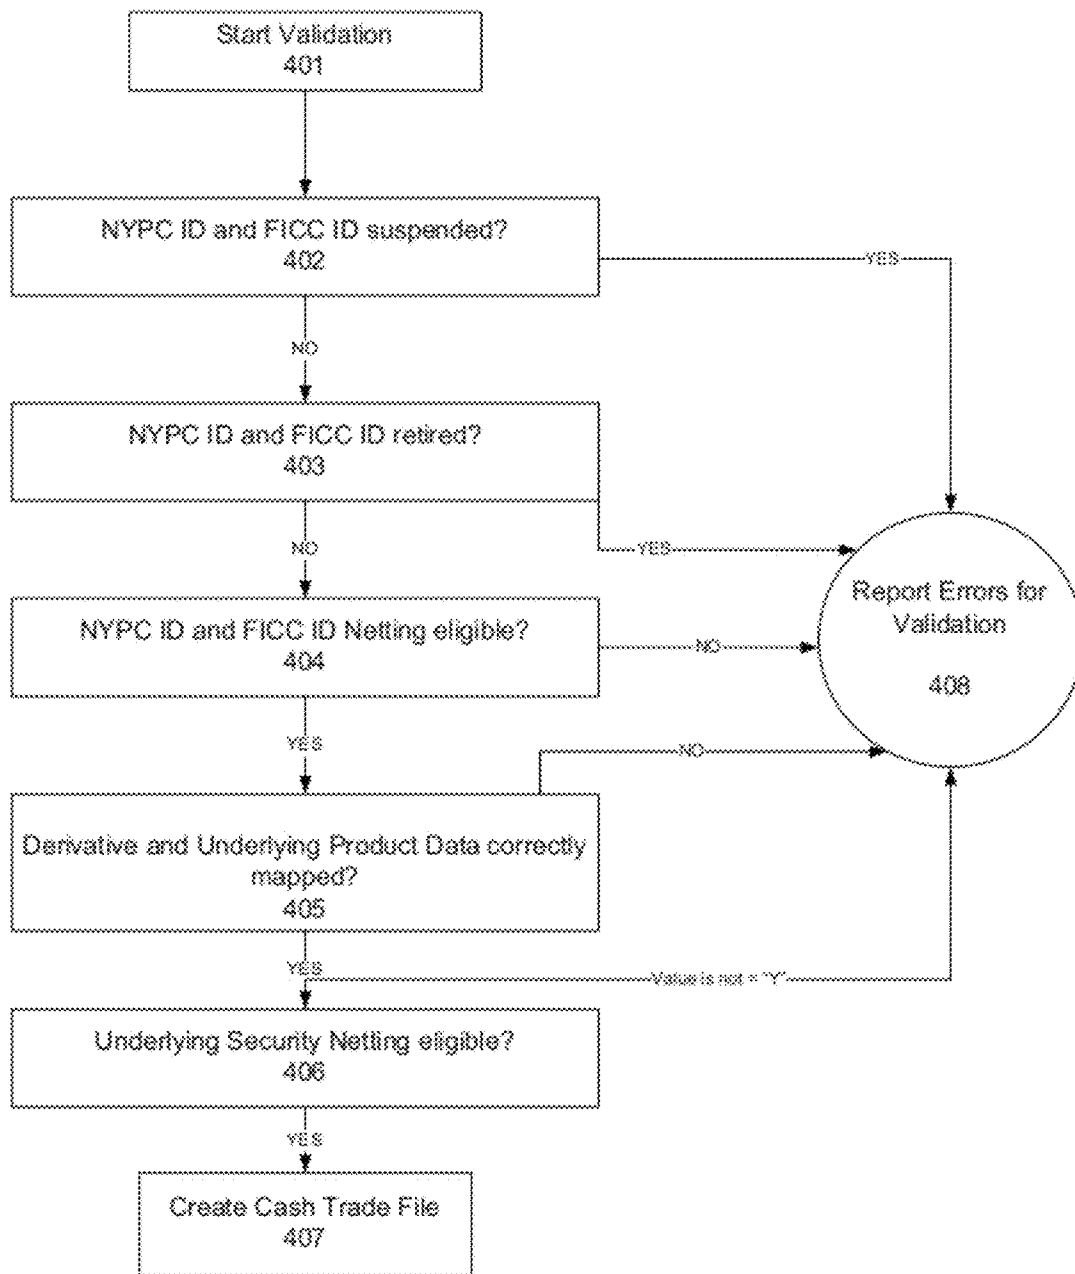 Start Validation
401
NYPC ID and FICC ID suspended?
402
YES
NO
NYPC ID and FICC ID retired?
403
NO
YES
NYPC ID and FICC ID Netting eligible?
404
NO
Report Errors for
Validation
408
YES
NO
Derivative and Underlying Product Data correctly
mapped?
405
YES
Value is not = "Y"
Underlying Security Netting eligible?
406
YES
Create Cash Trade File
407